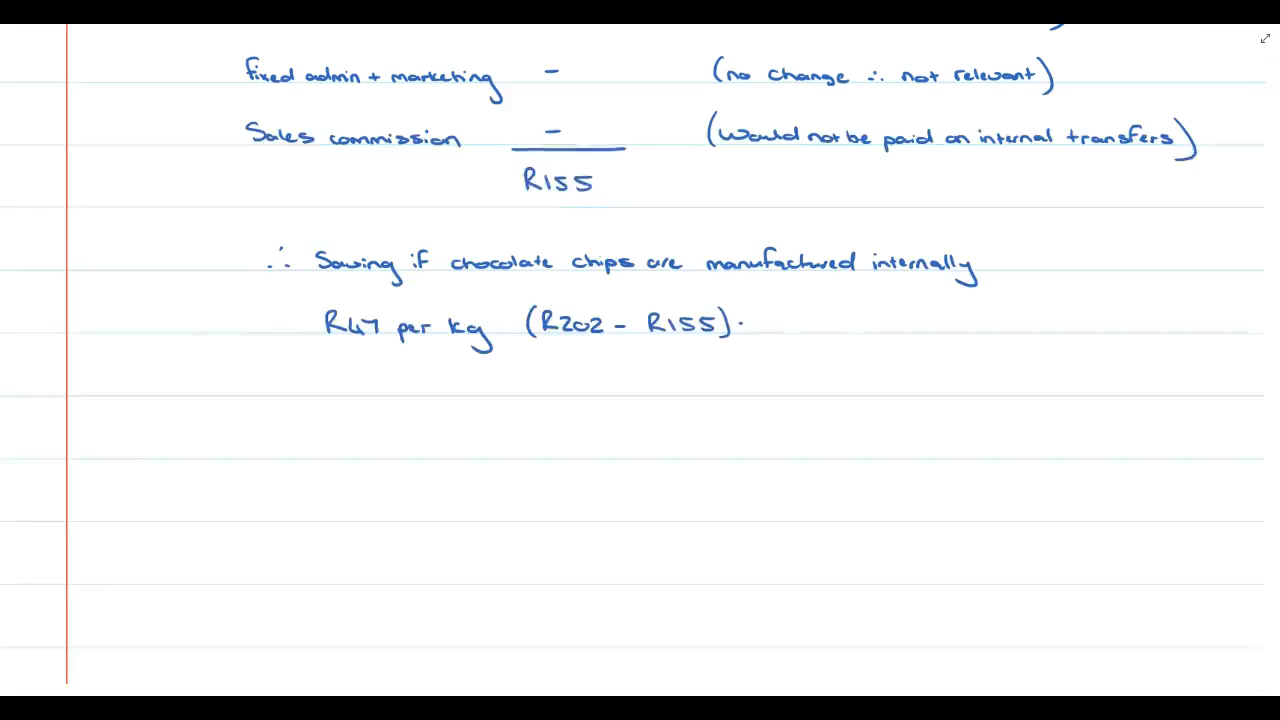 fixed admin + marketing - (no change ∴ not relevant)
Sales commission - (Would not be paid on internal transfers)
R155
∴ Saving if chocolate chips are manufactured internally
R47 per kg (R202 - R155).